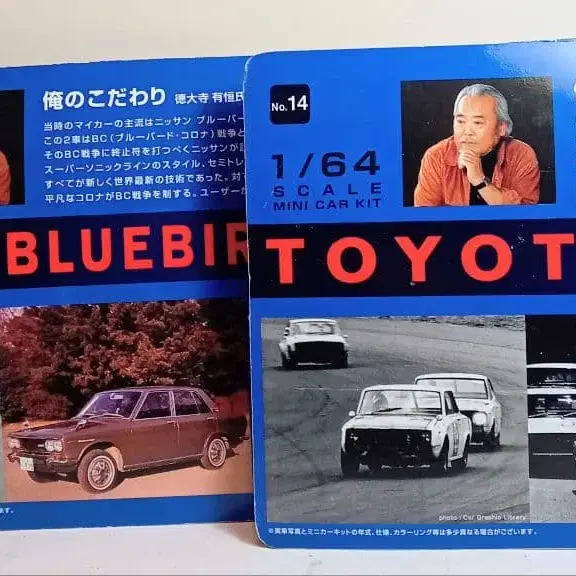 俺のこだわり 徳大寺 有恒氏
当時のマイカーの主流はニッサン ブルーバー
この2車はBC(ブルーバード・コロナ)戦争と
そのBC戦争に終止符を打つべくニッサンが
スーパーソニックラインのスタイル、セミトレ
すべてが新しく世界最新の技術であった。対
平凡なコロナがBC戦争を制する。ユーザーが
BLUEBIR
ます。
No.14
1/64
SCALE
MINI CAR KIT
TOYOT
photo / Car Graphic Library
※実車写真とミニカーキットの年式、仕様、カラーリング等は多少異なる場合がございます。